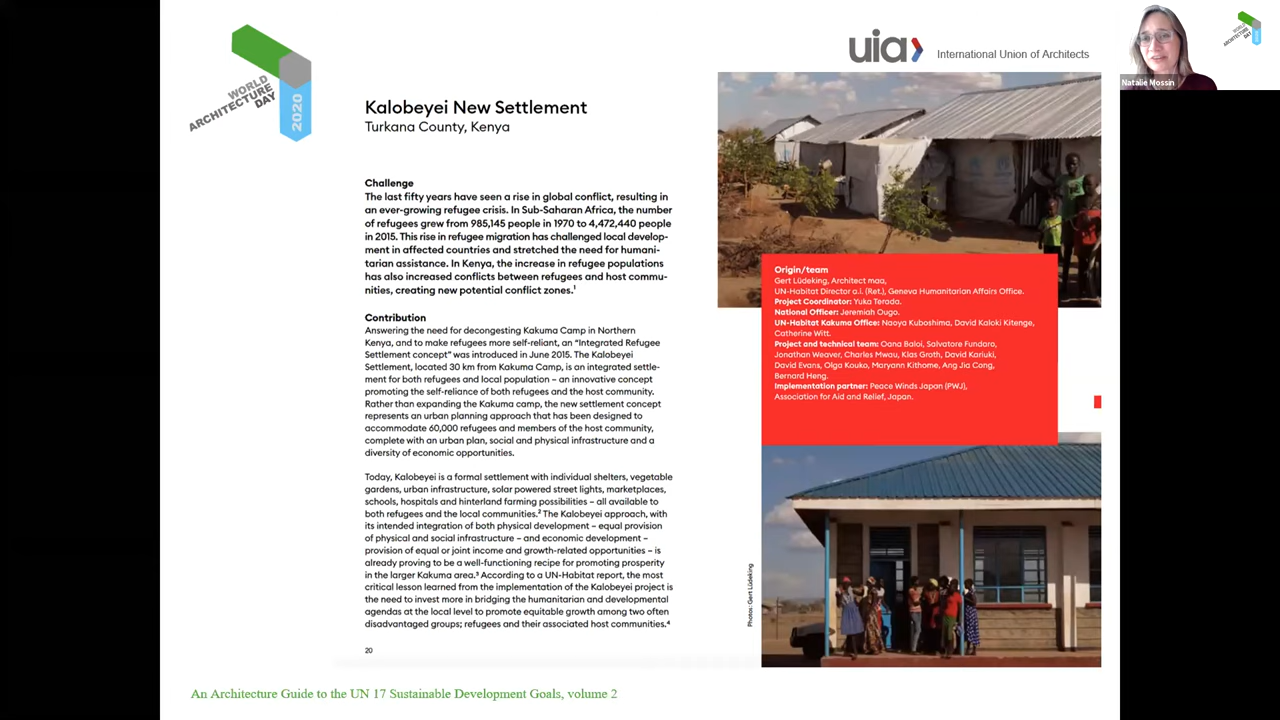 WORLD
ARCHITECTURE
DAY
2020
uia
International Union of Architects
Natalie Mossin
Kalobeyei New Settlement
Turkana County, Kenya
Challenge
The last fifty years have seen a rise in global conflict, resulting in
an ever-growing refugee crisis. In Sub-Saharan Africa, the number
of refugees grew from 985,145 people in 1970 to 4,472,440 people
in 2015. This rise in refugee migration has challenged local develop-
ment in affected countries and stretched the need for humani-
tarian assistance. In Kenya, the increase in refugee populations
has also increased conflicts between refugees and host commu-
nities, creating new potential conflict zones.¹
Contribution
Answering the need for decongesting Kakuma Camp in Northern
Kenya, and to make refugees more self-reliant, an “Integrated Refugee
Settlement concept” was introduced in June 2015. The Kalobeyei
Settlement, located 30 km from Kakuma Camp, is an integrated settle-
ment for both refugees and local population – an innovative concept
promoting the self-reliance of both refugees and the host community.
Rather than expanding the Kakuma camp, the new settlement concept
represents an urban planning approach that has been designed to
accommodate 60,000 refugees and members of the host community,
complete with an urban plan, social and physical infrastructure and a
diversity of economic opportunities.
Today, Kalobeyei is a formal settlement with individual shelters, vegetable
gardens, urban infrastructure, solar powered street lights, marketplaces,
schools, hospitals and hinterland farming possibilities – all available to
both refugees and the local communities.² The Kalobeyei approach, with
its intended integration of both physical development – equal provision
of physical and social infrastructure – and economic development –
provision of equal or joint income and growth-related opportunities – is
already proving to be a well-functioning recipe for promoting prosperity
in the larger Kakuma area.³ According to a UN-Habitat report, the most
critical lesson learned from the implementation of the Kalobeyei project is
the need to invest more in bridging the humanitarian and developmental
agendas at the local level to promote equitable growth among two often
disadvantaged groups; refugees and their associated host communities.⁴
20
Origin/team
Gert Lüdeking, Architect maa,
UN-Habitat Director a.i. (Ret.), Geneva Humanitarian Affairs Office.
Project Coordinator: Yuka Terada.
National Officer: Jeremiah Ougo.
UN-Habitat Kakuma Office: Naoya Kuboshima, David Kaloki Kitenge,
Catherine Witt.
Project and technical team: Oana Baloi, Salvatore Fundaro,
Jonathan Weaver, Charles Mwau, Klas Groth, David Kariuki,
David Evans, Olga Kouko, Maryann Kithome, Ang Jia Cong,
Bernard Heng.
Implementation partner: Peace Winds Japan (PWJ),
Association for Aid and Relief, Japan.
Photos: Gert Lüdeking
An Architecture Guide to the UN 17 Sustainable Development Goals, volume 2